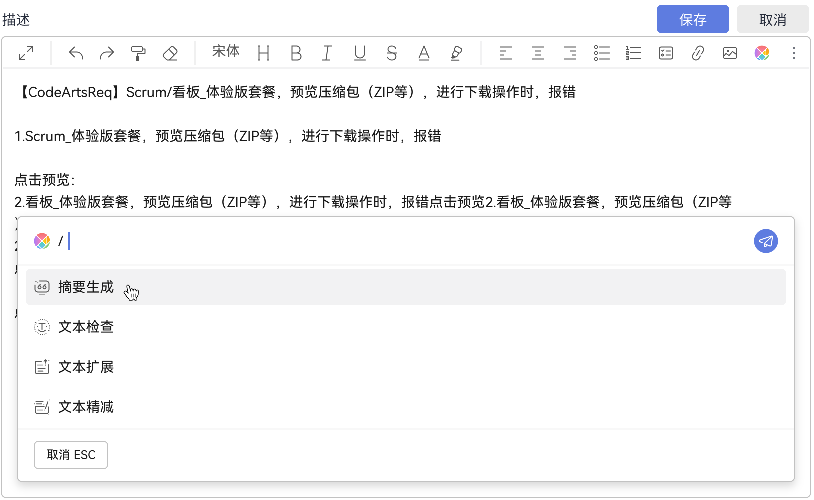 描述
保存
取消
宋体
【CodeArtsReq】Scrum/看板_体验版套餐，预览压缩包（ZIP等），进行下载操作时，报错
1.Scrum_体验版套餐，预览压缩包（ZIP等），进行下载操作时，报错
点击预览：
2.看板_体验版套餐，预览压缩包（ZIP等），进行下载操作时，报错点击预览2.看板_体验版套餐，预览压缩包（ZIP等
/
摘要生成
文本检查
文本扩展
文本精减
取消 ESC